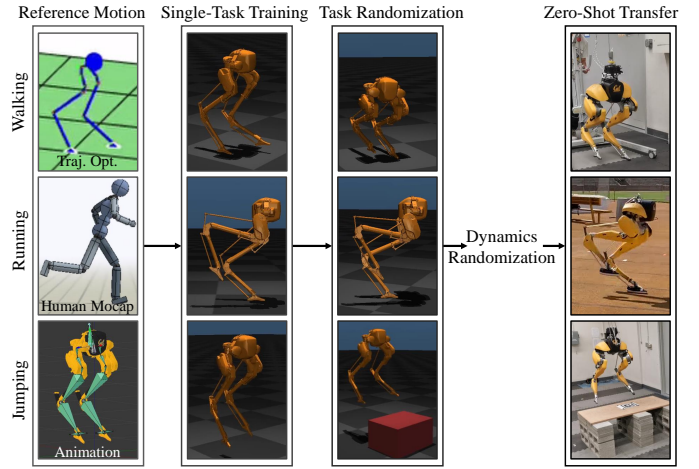 Reference Motion
Single-Task Training
Task Randomization
Zero-Shot Transfer
Walking
Traj. Opt.
Running
Human Mocap
Dynamics
Randomization
Jumping
Animation